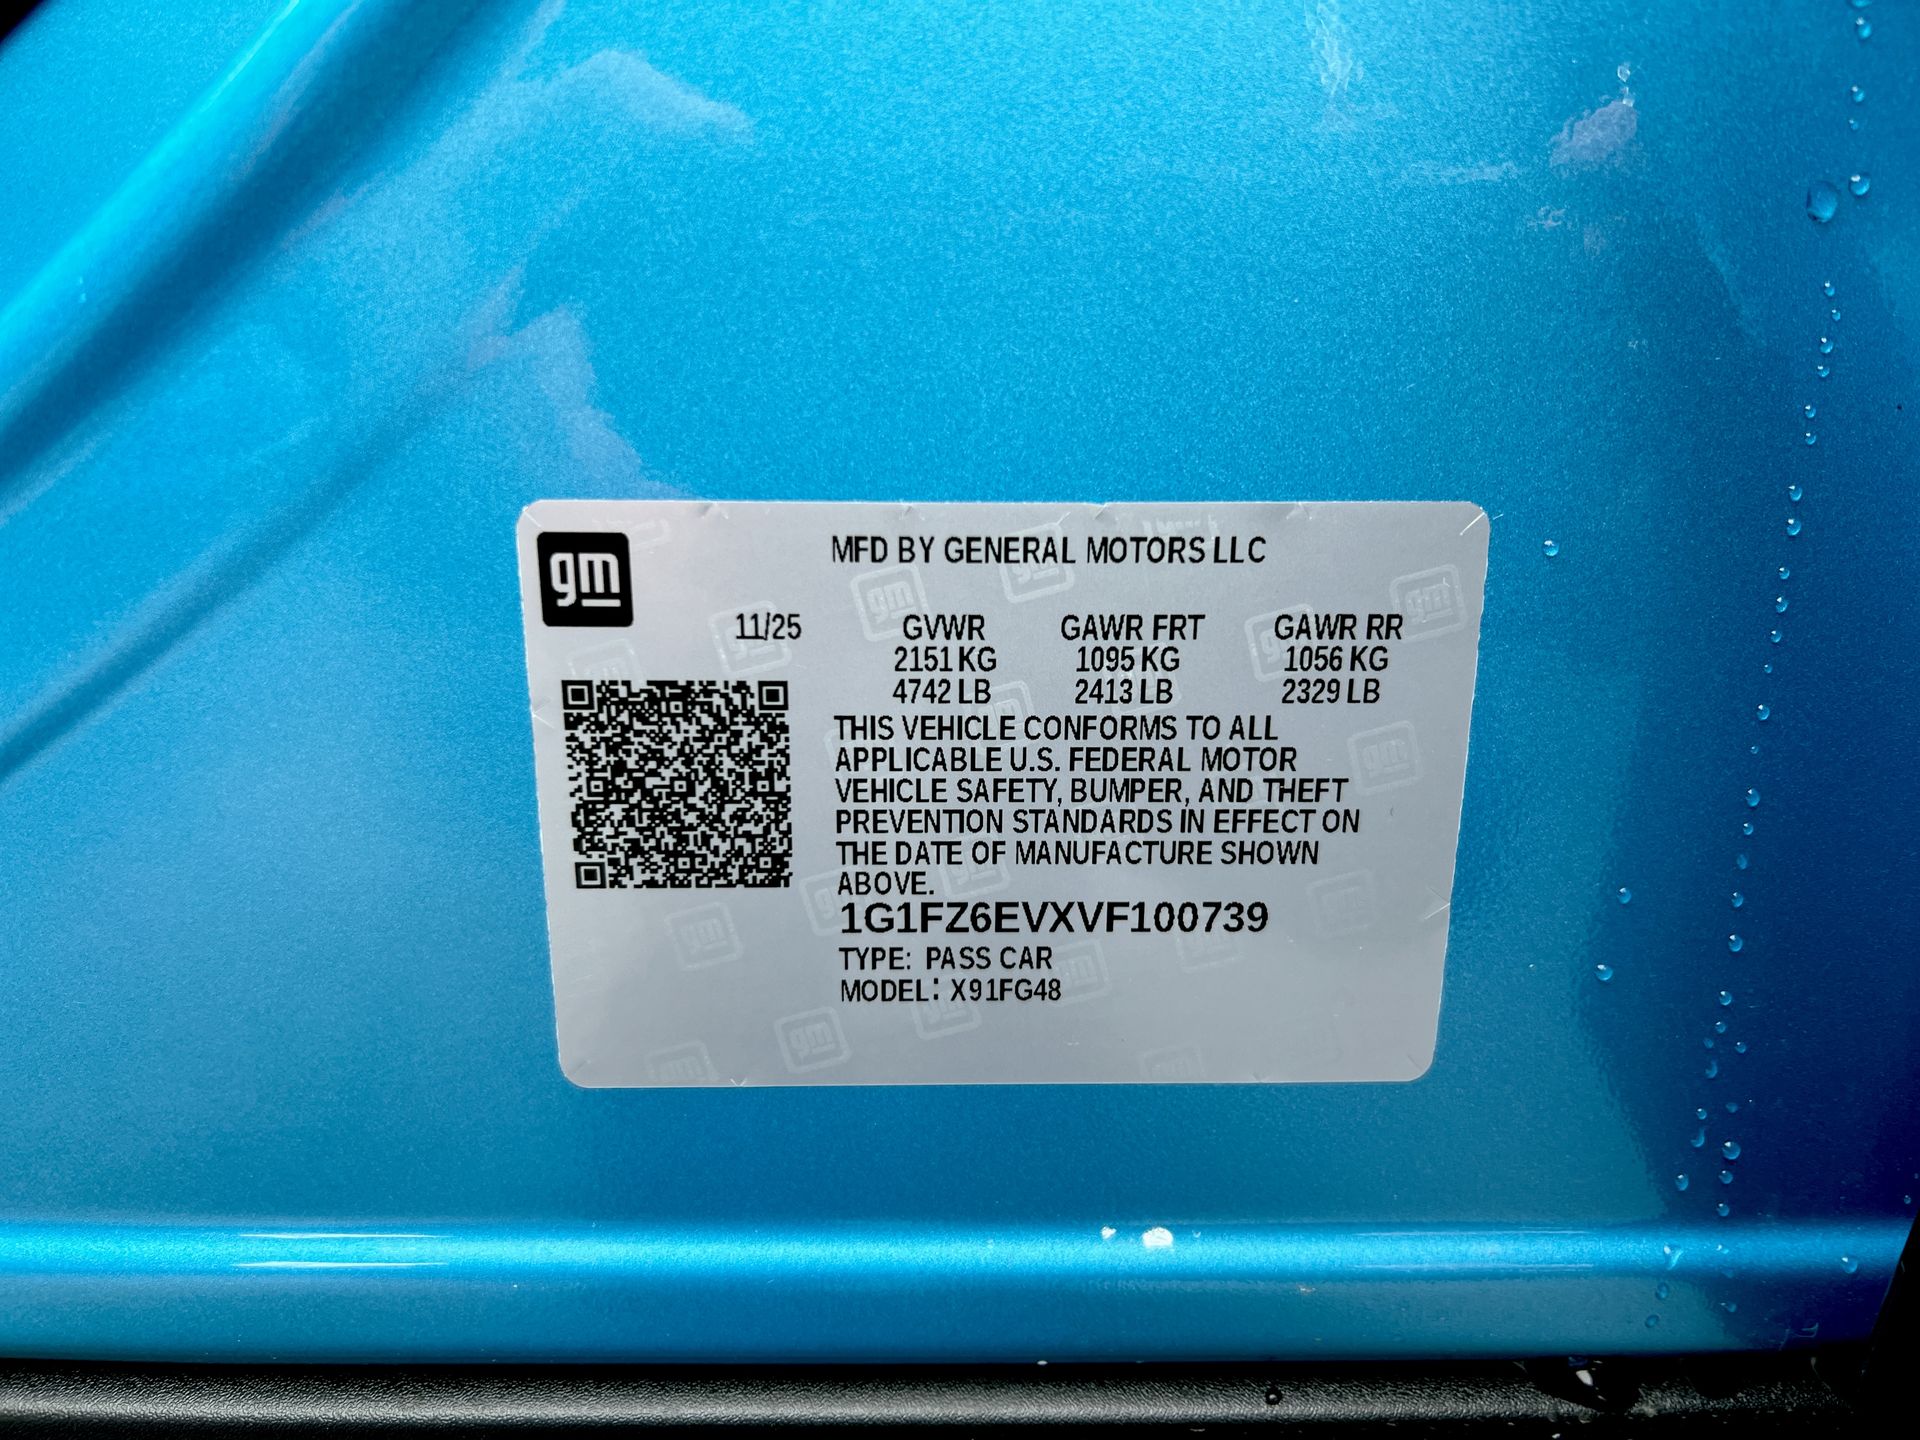 gm
MFD BY GENERAL MOTORS LLC
11/25 GVWR GAWR FRT GAWR RR
2151 KG 1095 KG 1056 KG
4742 LB 2413 LB 2329 LB
THIS VEHICLE CONFORMS TO ALL
APPLICABLE U.S. FEDERAL MOTOR
VEHICLE SAFETY, BUMPER, AND THEFT
PREVENTION STANDARDS IN EFFECT ON
THE DATE OF MANUFACTURE SHOWN
ABOVE.
1G1FZ6EVXVF100739
TYPE: PASS CAR
MODEL: X91FG48